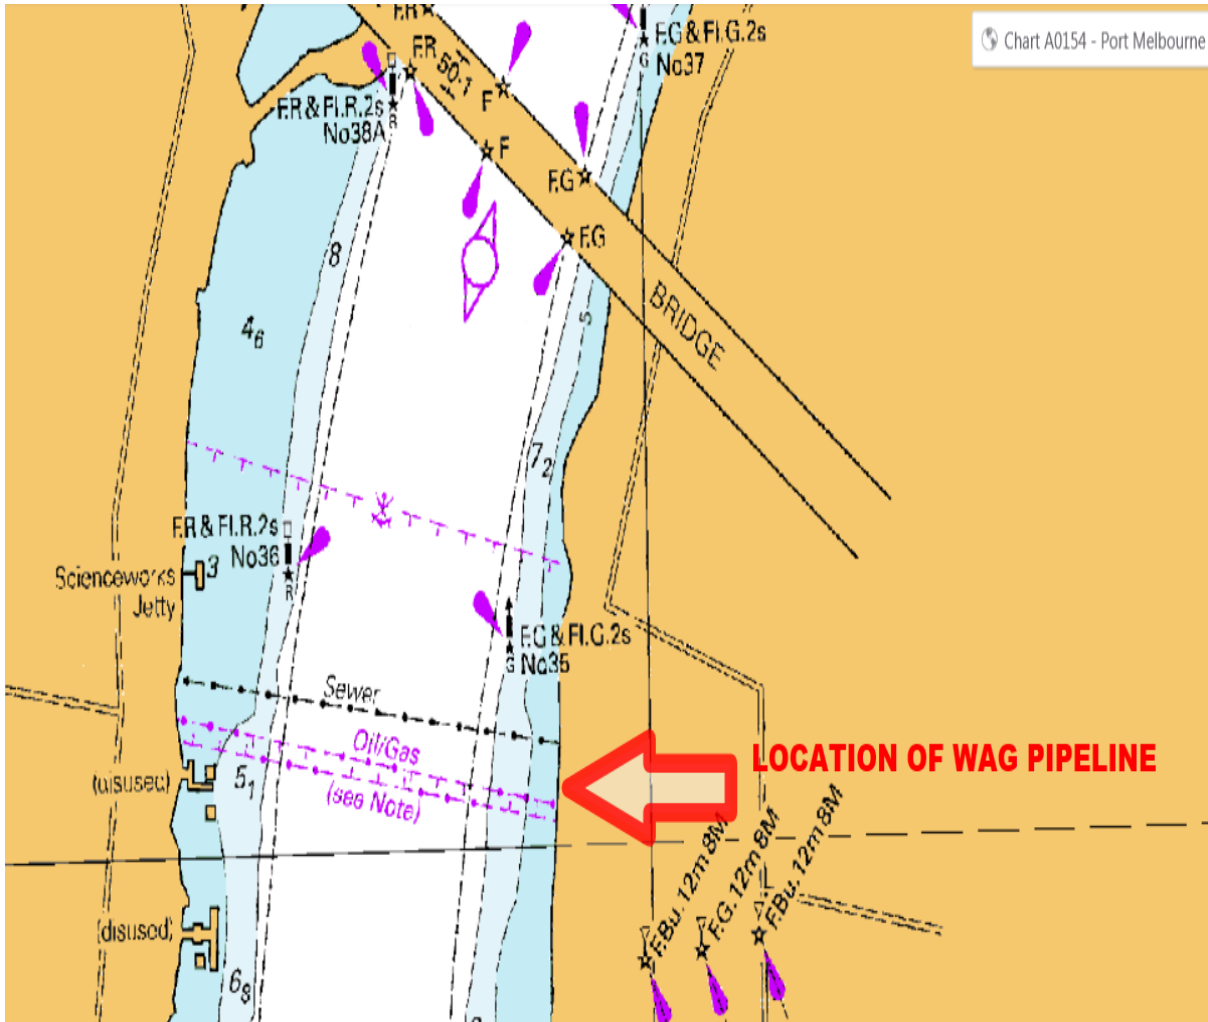 F.R
F.G & Fl.G.2s
No37
Chart A0154 - Port Melbourne
F.R
50·1
F
F.R & Fl.R.2s
No38A
R
G
F
F.G
F.G
8
BRIDGE
5
4₆
7₂
F.R & Fl.R.2s
No36
R
Scienceworks
Jetty
3
F.G & Fl.G.2s
No35
G
Sewer
Oil/Gas
(see Note)
LOCATION OF WAG PIPELINE
(disused)
5₁
F.Bu. 12m 8M
F.G. 12m 8M
F.Bu. 12m 8M
(disused)
6₈